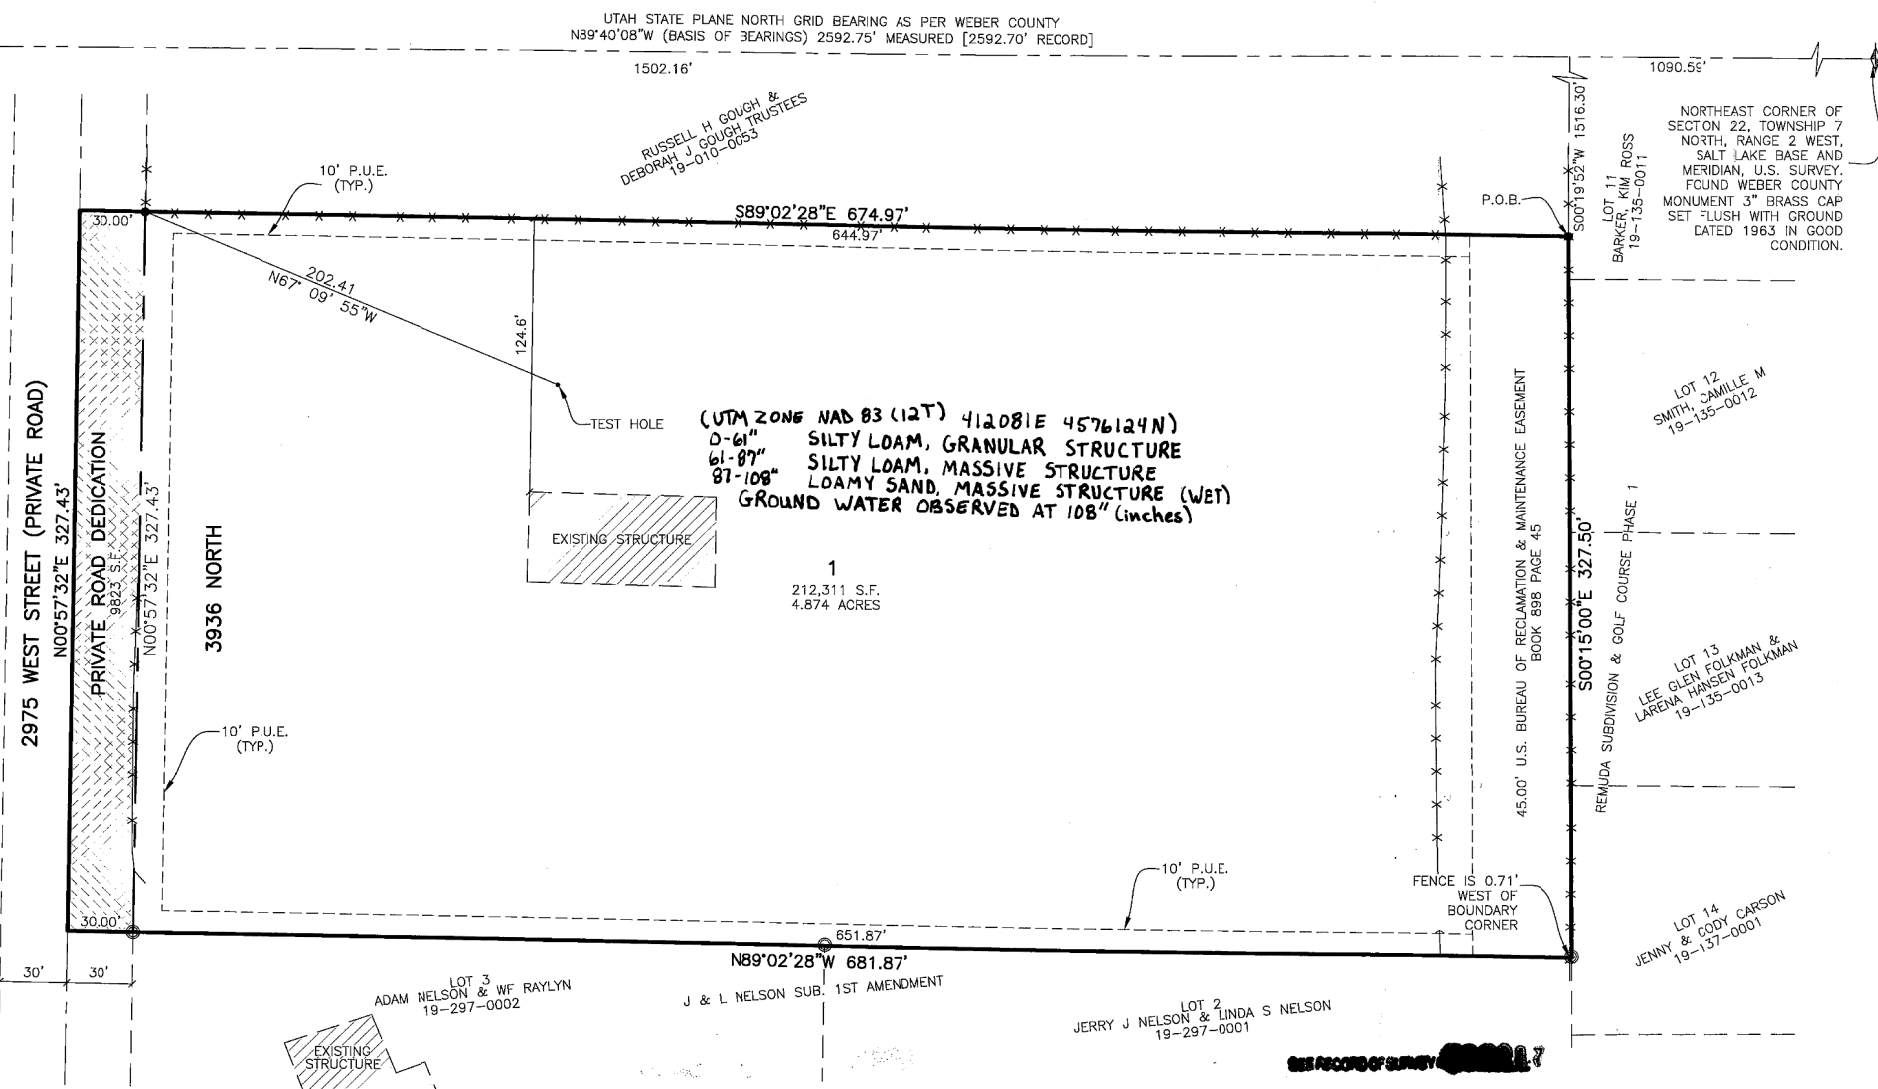 UTAH STATE PLANE NORTH GRID BEARING AS PER WEBER COUNTY
N89°40'08"W (BASIS OF BEARINGS) 2592.75' MEASURED [2592.70' RECORD]
1502.16'
1090.59'
RUSSELL H GOUGH &
DEBORAH J GOUGH TRUSTEES
19-010-0053
S00°19'52"W 1516.30'
LOT 11
BARKER, KIM ROSS
19-135-0011
NORTHEAST CORNER OF
SECTON 22, TOWNSHIP 7
NORTH, RANGE 2 WEST,
SALT LAKE BASE AND
MERIDIAN, U.S. SURVEY.
FOUND WEBER COUNTY
MONUMENT 3" BRASS CAP
SET FLUSH WITH GROUND
DATED 1963 IN GOOD
CONDITION.
10' P.U.E.
(TYP.)
P.O.B.
30.00'
S89°02'28"E 674.97'
644.97'
202.41
N67° 09' 55"W
124.6'
TEST HOLE
(UTM ZONE NAD 83 (12T) 412081E 4576124N)
0-61" SILTY LOAM, GRANULAR STRUCTURE
61-87" SILTY LOAM, MASSIVE STRUCTURE
87-108" LOAMY SAND, MASSIVE STRUCTURE (WET)
GROUND WATER OBSERVED AT 108" (inches)
EXISTING STRUCTURE
1
212,311 S.F.
4.874 ACRES
2975 WEST STREET (PRIVATE ROAD)
N00°57'32"E 327.43'
PRIVATE ROAD DEDICATION
9823 S.F.
N00°57'32"E 327.43'
3936 NORTH
45.00' U.S. BUREAU OF RECLAMATION & MAINTENANCE EASEMENT
BOOK 898 PAGE 45
S00°15'00"E 327.50'
REMUDA SUBDIVISION & GOLF COURSE PHASE 1
LOT 12
SMITH, CAMILLE M
19-135-0012
LOT 13
LEE GLEN FOLKMAN &
LARENA HANSEN FOLKMAN
19-135-0013
10' P.U.E.
(TYP.)
10' P.U.E.
(TYP.)
FENCE IS 0.71'
WEST OF
BOUNDARY
CORNER
LOT 14
JENNY & CODY CARSON
19-137-0001
30.00'
651.87'
N89°02'28"W 681.87'
30'
30'
LOT 3
ADAM NELSON & WF RAYLYN
19-297-0002
J & L NELSON SUB. 1ST AMENDMENT
LOT 2
JERRY J NELSON & LINDA S NELSON
19-297-0001
EXISTING
STRUCTURE
SEE RECORD OF SURVEY